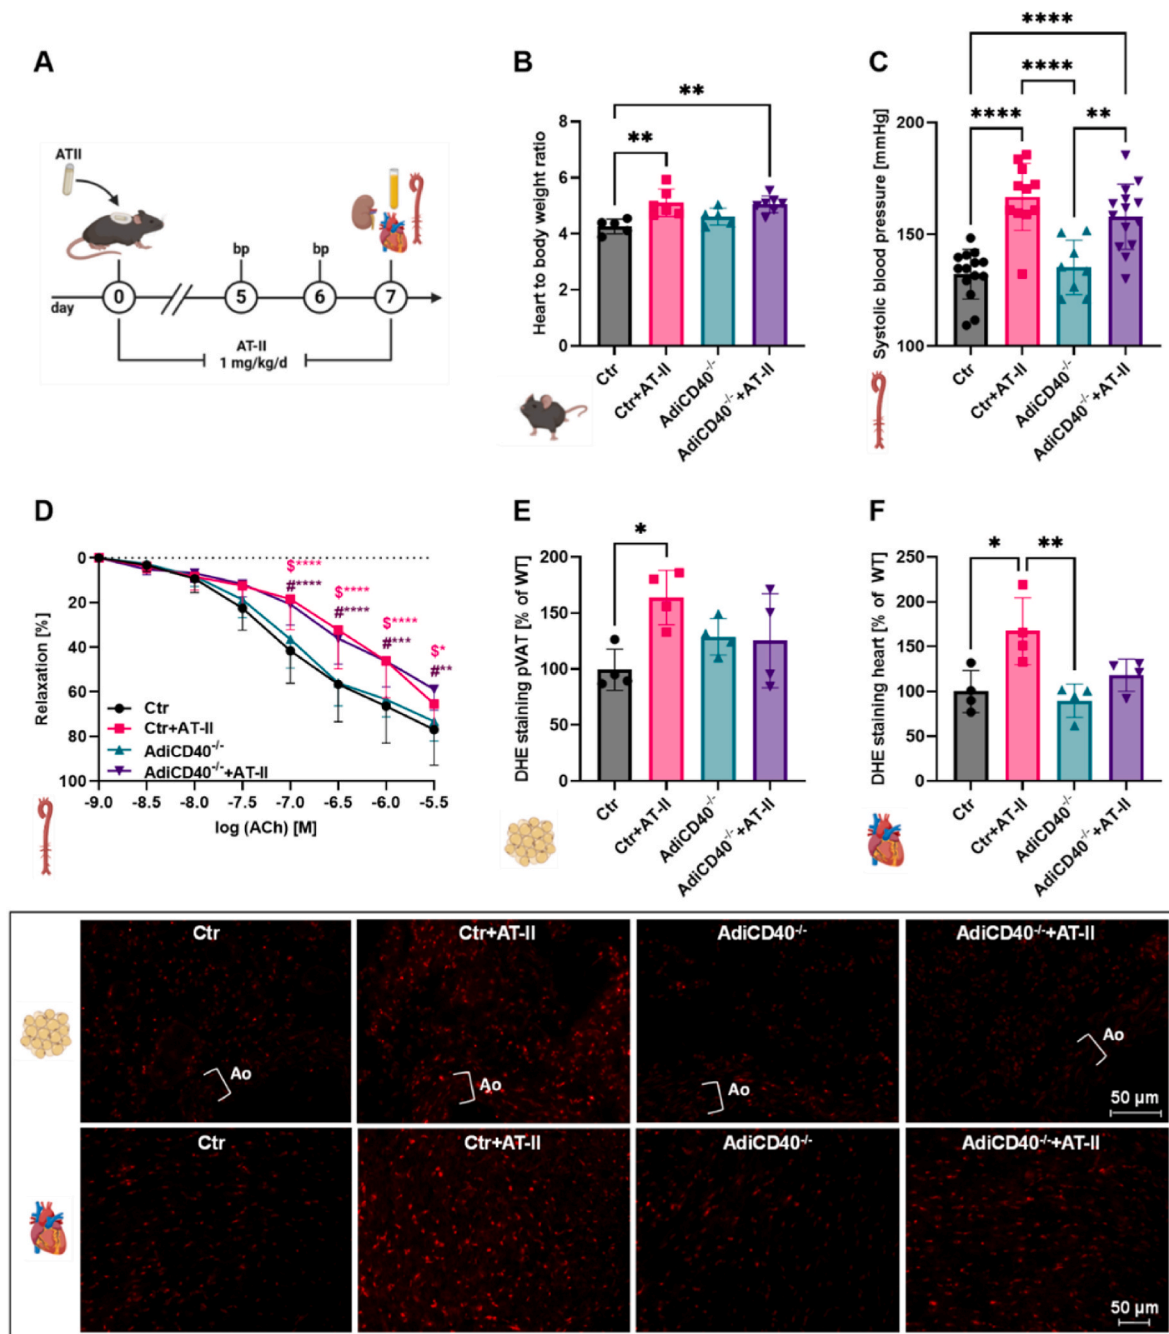 A
ATII
bp
bp
day
0
5
6
7
AT-II
1 mg/kg/d
B
Heart to body weight ratio
8
6
4
2
0
**
**
Ctr
Ctr+AT-II
AdiCD40-/-
AdiCD40-/-+AT-II
C
Systolic blood pressure [mmHg]
200
150
100
****
****
****
**
Ctr
Ctr+AT-II
AdiCD40-/-
AdiCD40-/-+AT-II
D
Relaxation [%]
0
20
40
60
80
100
$****
#****
$****
#****
$****
#***
$*
#**
Ctr
Ctr+AT-II
AdiCD40-/-
AdiCD40-/-+AT-II
-9.0 -8.5 -8.0 -7.5 -7.0 -6.5 -6.0 -5.5
log (ACh) [M]
E
DHE staining pVAT [% of WT]
200
150
100
50
0
*
Ctr
Ctr+AT-II
AdiCD40-/-
AdiCD40-/-+AT-II
F
DHE staining heart [% of WT]
250
200
150
100
50
0
*
**
Ctr
Ctr+AT-II
AdiCD40-/-
AdiCD40-/-+AT-II
Ctr
Ctr+AT-II
AdiCD40-/-
AdiCD40-/-+AT-II
Ao
Ao
Ao
Ao
50 µm
Ctr
Ctr+AT-II
AdiCD40-/-
AdiCD40-/-+AT-II
50 µm